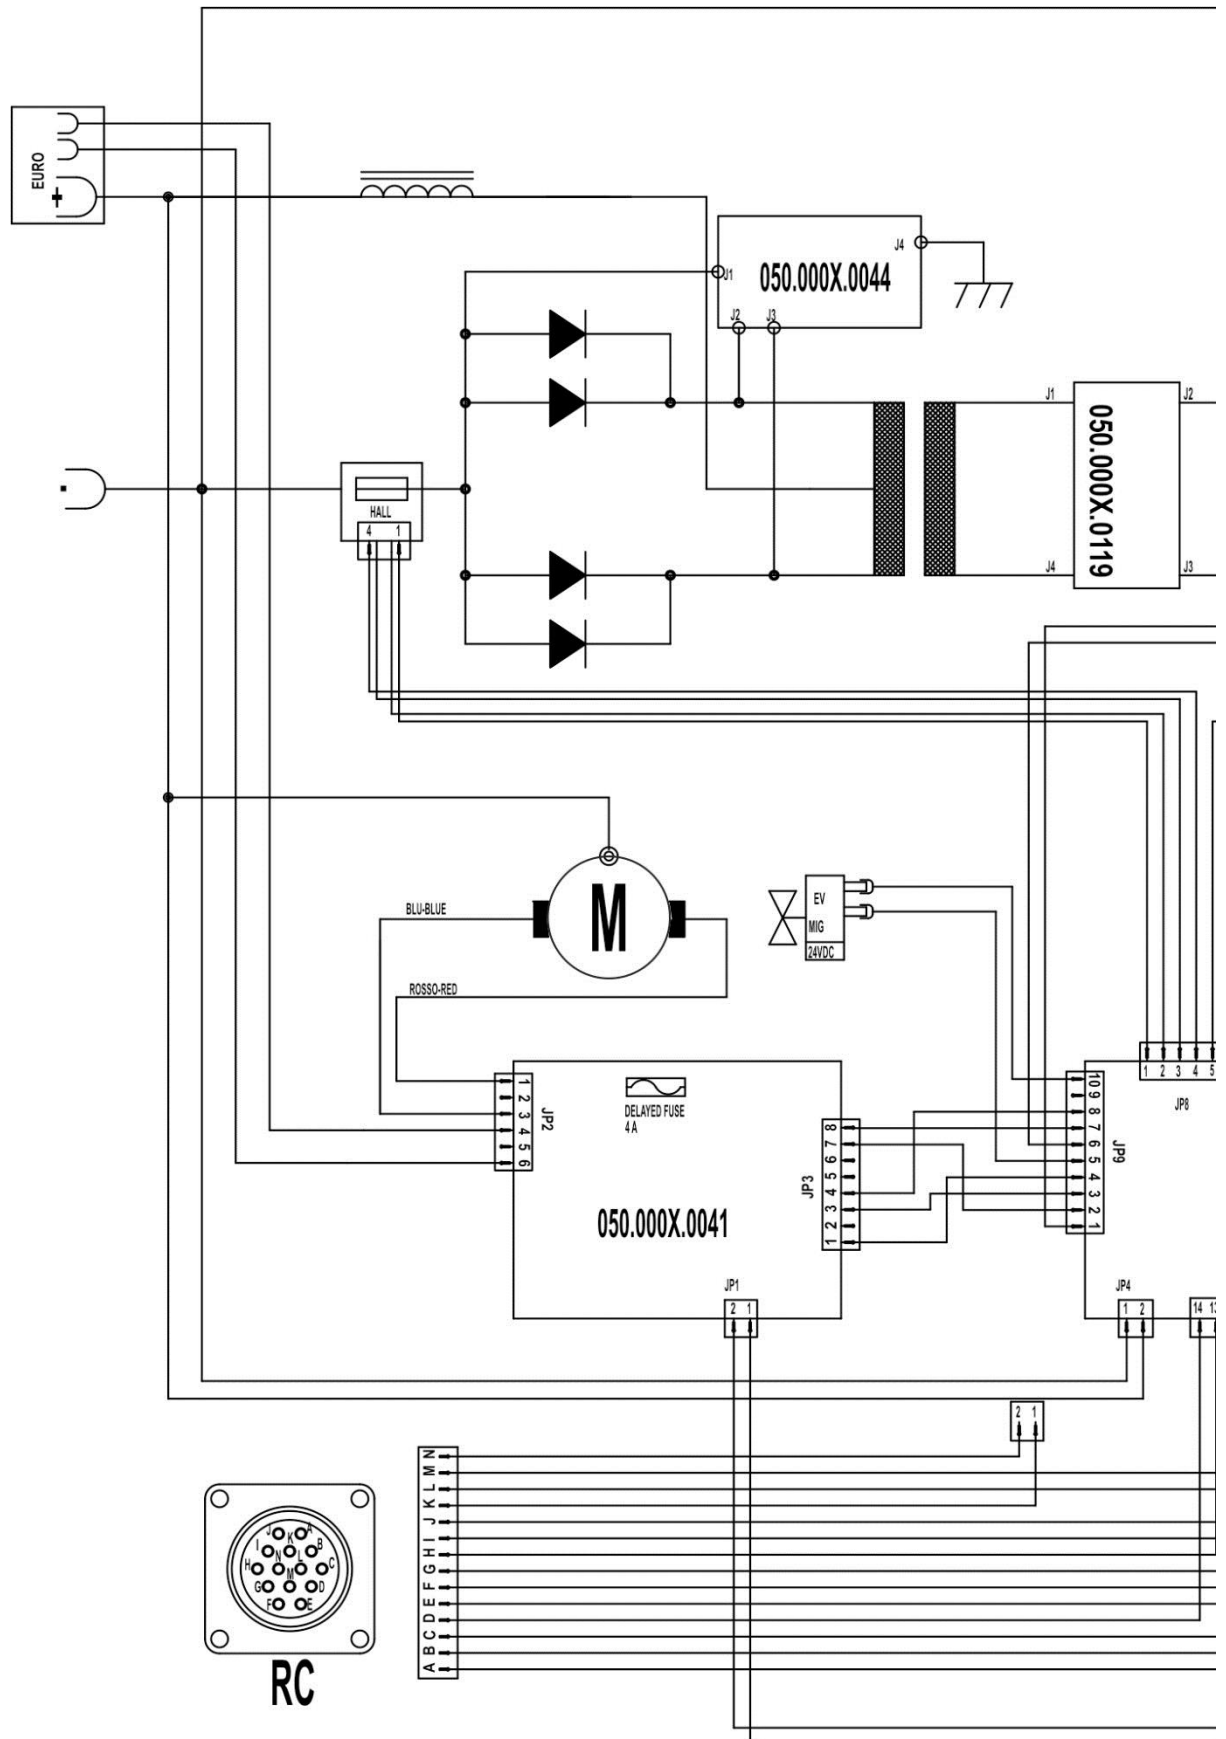 EURO
+
J4
J1
050.000X.0044
J2
J3
J1
J2
050.000X.0119
HALL
4 1
J4
J3
BLU-BLUE
M
EV
MIG
24VDC
ROSSO-RED
1 2 3 4 5
JP8
DELAYED FUSE
4 A
1 2 3 4 5 6
JP2
10 9 8 7 6 5 4 3 2 1
JP9
8 7 6 5 4 3 2 1
JP3
050.000X.0041
JP1
2 1
JP4
1 2
14 13
2 1
N M L K J I H G F E D C B A
J A
K
I B
N L
H C
M
G D
F E
RC